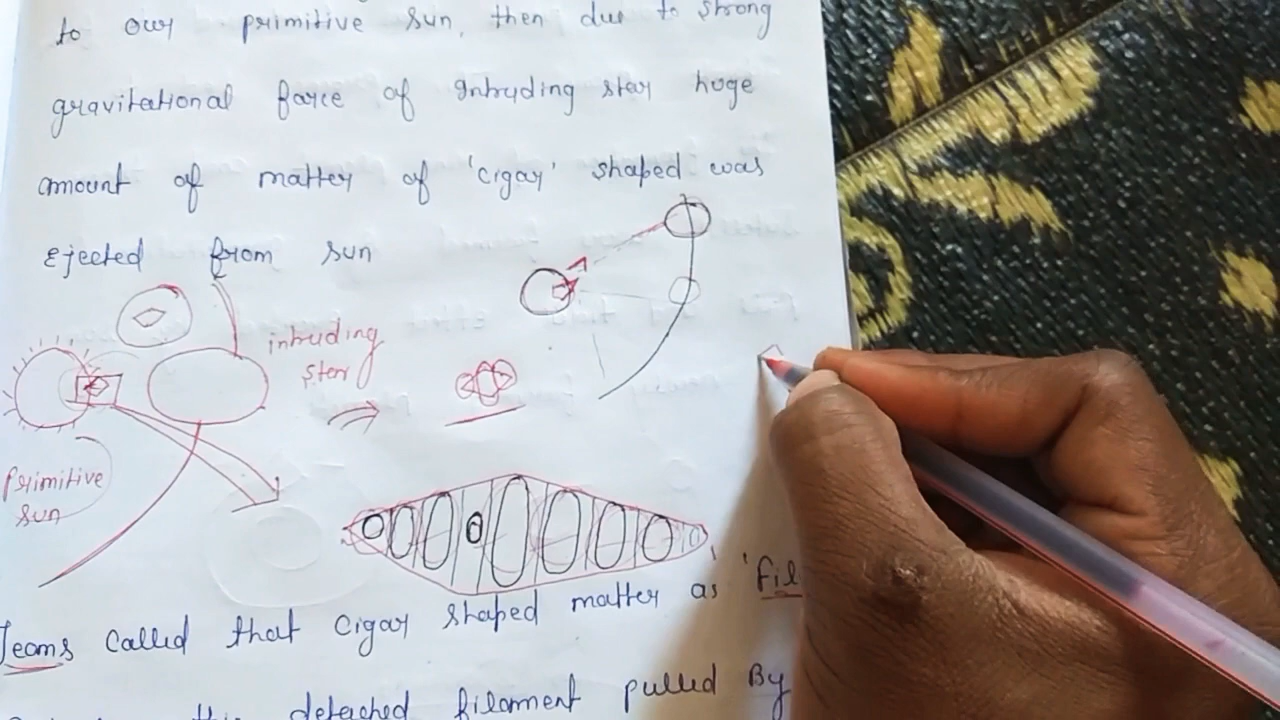 to our primitive sun, then due to strong
gravitational farce of Intruding star huge
amount of matter of 'cigar' shaped was
Ejected from sun
intruding
star
Primitive
sun
Jeams called that cigar shaped matter as 'fil
this detached filament pulled By